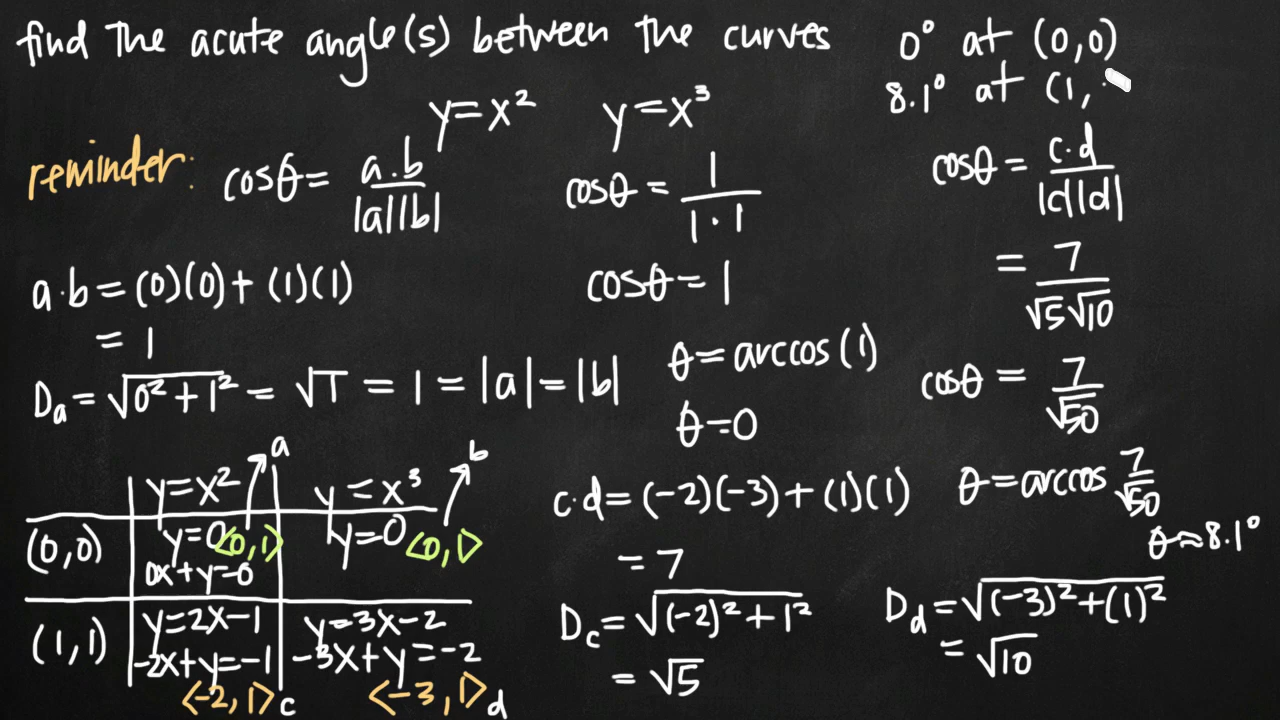 find the acute angle(s) between the curves
y=x² y=x³
reminder: cosθ = a·b / |a||b|
a·b = (0)(0) + (1)(1)
= 1
Dₐ = √0²+1² = √1 = 1 = |a| = |b|
cosθ = 1 / 1·1
cosθ = 1
θ = arccos(1)
θ = 0
a b
y=x² y=x³
(0,0) y=0 <0,1> y=0 <0,1>
0x+y=0
(1,1) y=2x-1 y=3x-2
-2x+y=-1 -3x+y=-2
<-2,1> c <-3,1> d
c·d = (-2)(-3) + (1)(1)
= 7
D_c = √(-2)²+1²
= √5
D_d = √(-3)²+(1)²
= √10
0° at (0,0)
8.1° at (1,
cosθ = c·d / |c||d|
= 7 / √5√10
cosθ = 7 / √50
θ = arccos 7/√50
θ ≈ 8.1°